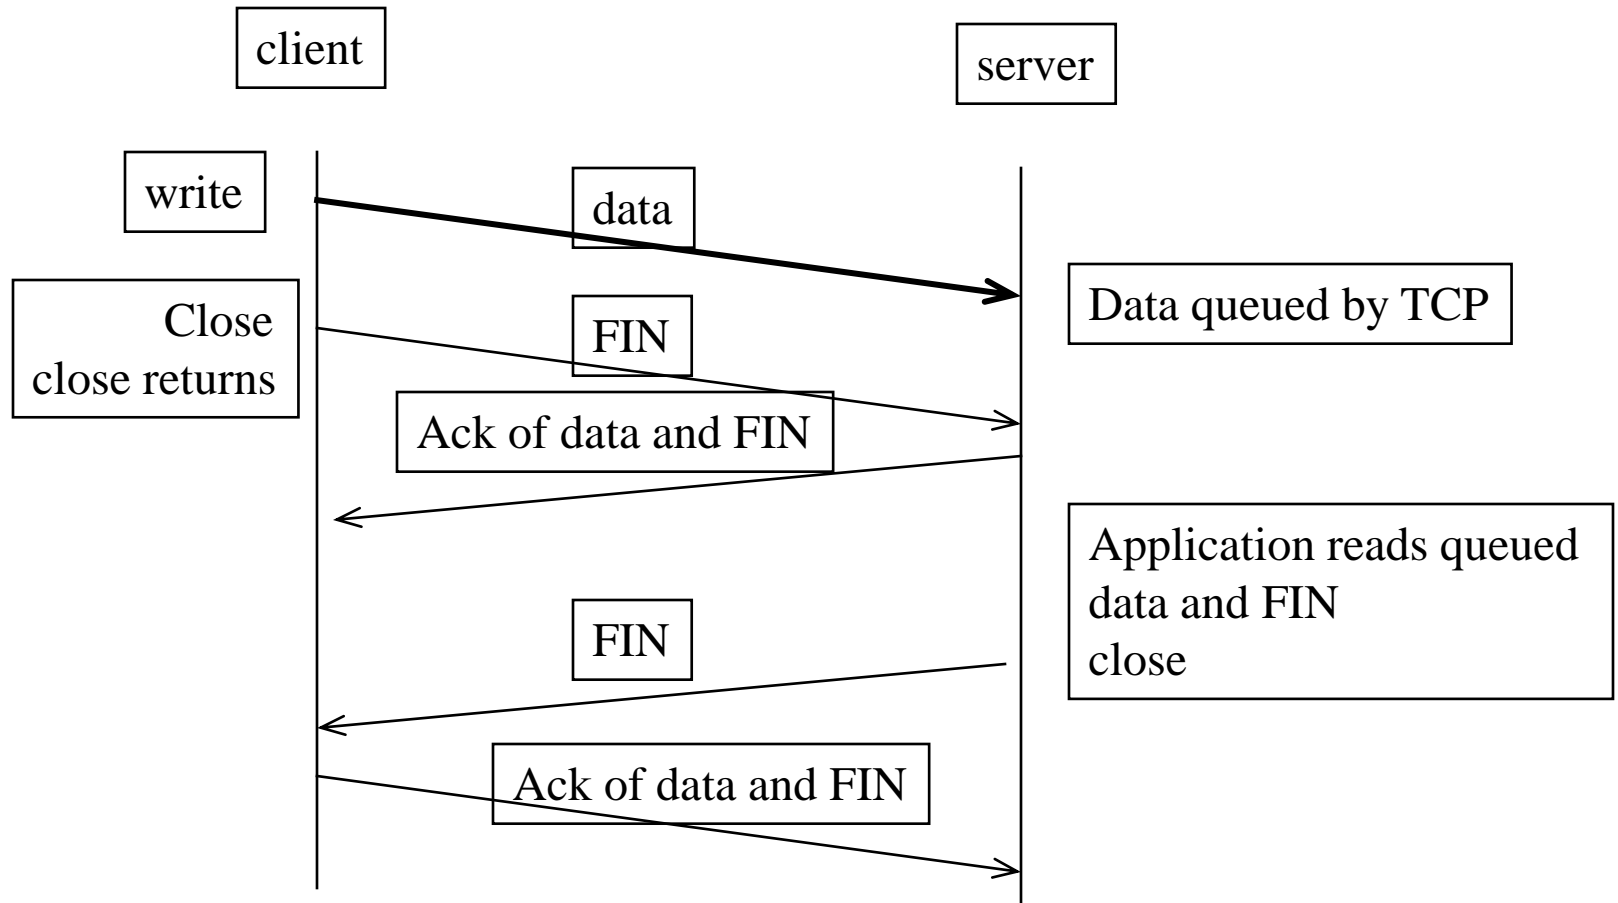 client
server
write
data
Data queued by TCP
Close
close returns
FIN
Ack of data and FIN
Application reads queued
data and FIN
close
FIN
Ack of data and FIN